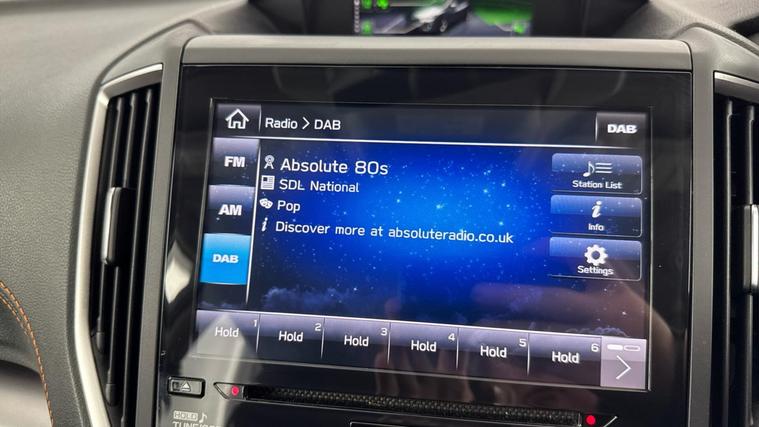 Radio > DAB
DAB
FM
AM
DAB
Absolute 80s
SDL National
Pop
Discover more at absoluteradio.co.uk
Station List
Info
Settings
Hold 1
Hold 2
Hold 3
Hold 4
Hold 5
Hold 6
HOLD